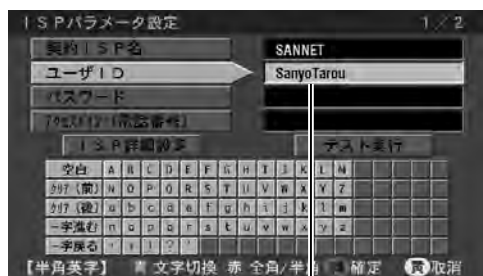 ISPパラメータ設定 1/2
契約ISP名 SANNET
ユーザID SanyoTarou
パスワード
ISP詳細設定 テスト実行
空白 A B C D E F G H I J K L M
クリア(前) N O P Q R S T U V W X Y Z
クリア(後) a b c d e f g h i j k l m
一字進む n o p q r s t u v w x y z
一字戻る
【半角英字】 青 文字切換 赤 全角/半角 確定 黄 取消